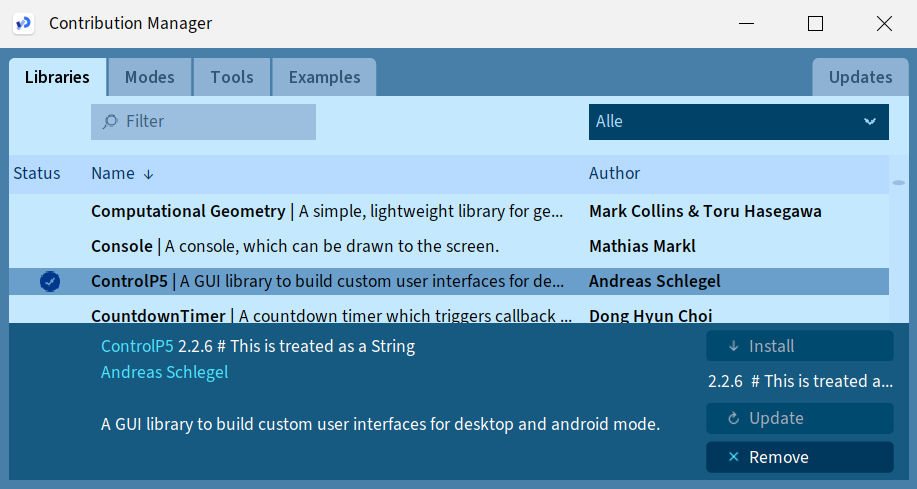 Contribution Manager
Libraries Modes Tools Examples Updates
Filter Alle
Status Name ↓ Author
Computational Geometry | A simple, lightweight library for ge... Mark Collins & Toru Hasegawa
Console | A console, which can be drawn to the screen. Mathias Markl
ControlP5 | A GUI library to build custom user interfaces for de... Andreas Schlegel
CountdownTimer | A countdown timer which triggers callback ... Dong Hyun Choi
ControlP5 2.2.6 # This is treated as a String
Andreas Schlegel
A GUI library to build custom user interfaces for desktop and android mode.
Install
2.2.6 # This is treated a...
Update
Remove